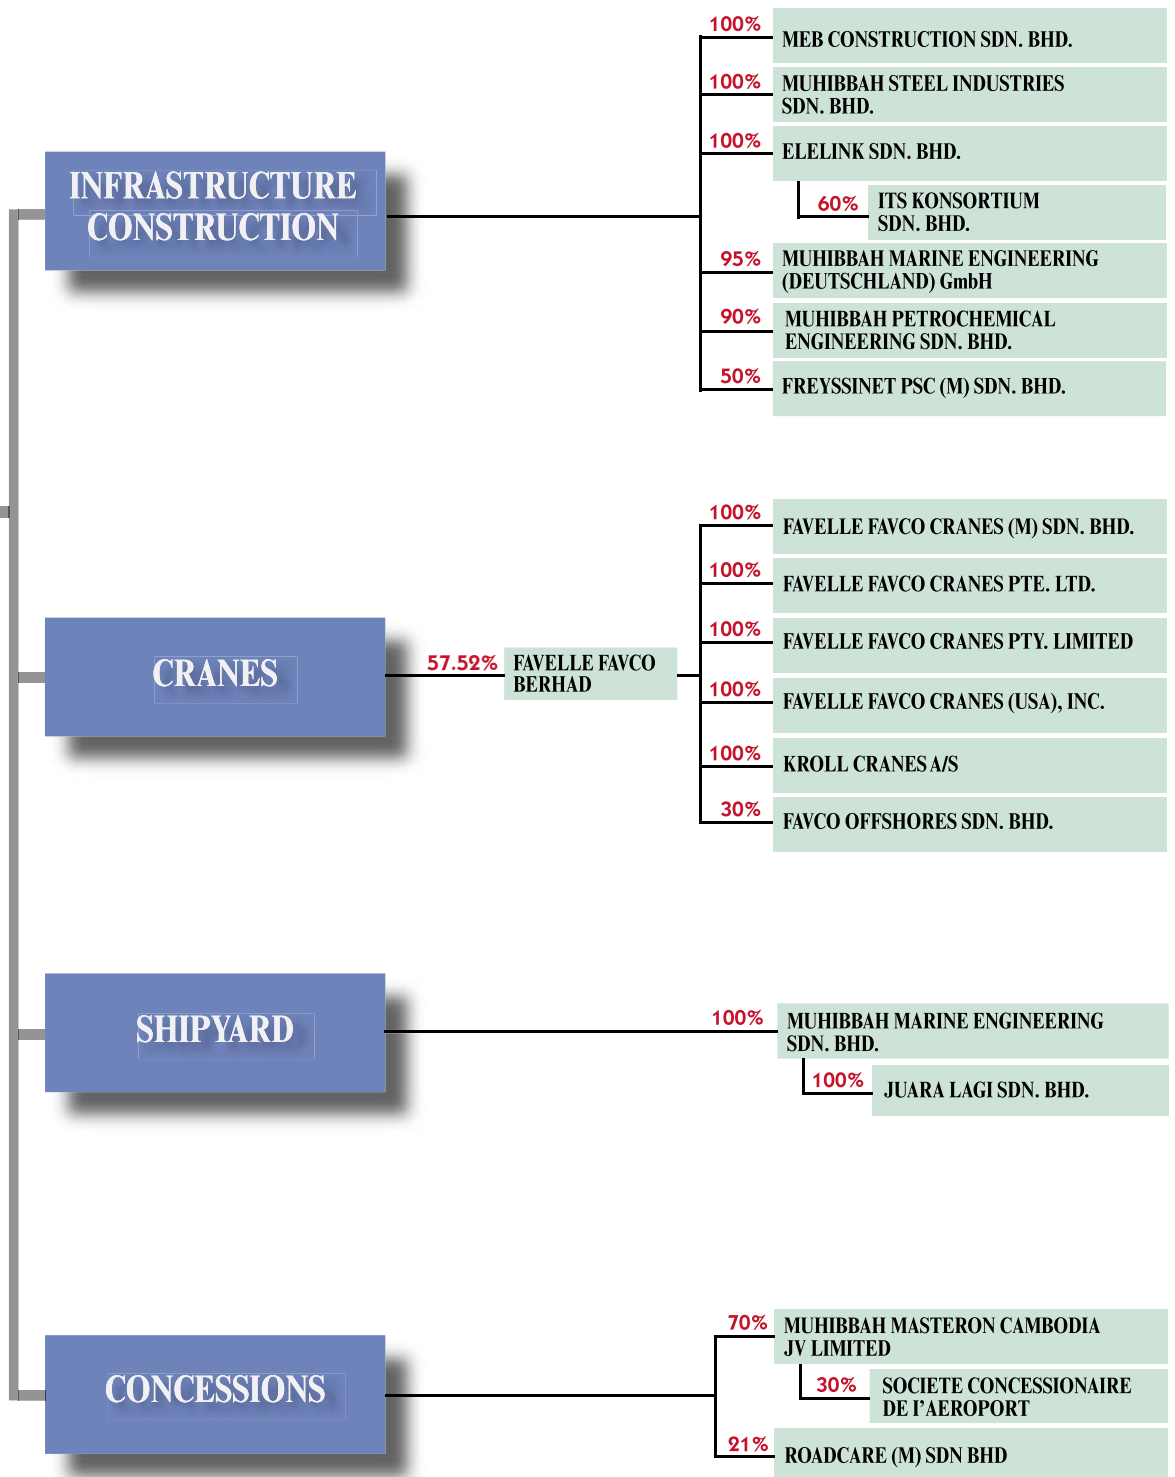 INFRASTRUCTURE
CONSTRUCTION
100%
MEB CONSTRUCTION SDN. BHD.
100%
MUHIBBAH STEEL INDUSTRIES
SDN. BHD.
100%
ELELINK SDN. BHD.
60%
ITS KONSORTIUM
SDN. BHD.
95%
MUHIBBAH MARINE ENGINEERING
(DEUTSCHLAND) GmbH
90%
MUHIBBAH PETROCHEMICAL
ENGINEERING SDN. BHD.
50%
FREYSSINET PSC (M) SDN. BHD.
CRANES
57.52%
FAVELLE FAVCO
BERHAD
100%
FAVELLE FAVCO CRANES (M) SDN. BHD.
100%
FAVELLE FAVCO CRANES PTE. LTD.
100%
FAVELLE FAVCO CRANES PTY. LIMITED
100%
FAVELLE FAVCO CRANES (USA), INC.
100%
KROLL CRANES A/S
30%
FAVCO OFFSHORES SDN. BHD.
SHIPYARD
100%
MUHIBBAH MARINE ENGINEERING
SDN. BHD.
100%
JUARA LAGI SDN. BHD.
CONCESSIONS
70%
MUHIBBAH MASTERON CAMBODIA
JV LIMITED
30%
SOCIETE CONCESSIONAIRE
DE I'AEROPORT
21%
ROADCARE (M) SDN BHD